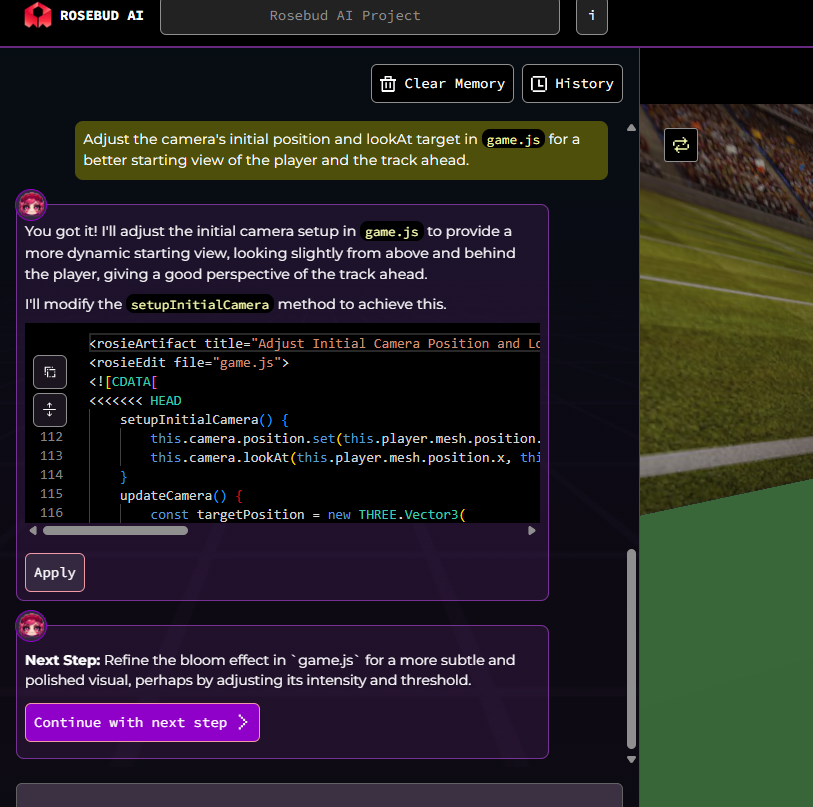 ROSEBUD AI
Rosebud AI Project
i
Clear Memory
History
Adjust the camera's initial position and lookAt target in game.js for a
better starting view of the player and the track ahead.
You got it! I'll adjust the initial camera setup in game.js to provide a
more dynamic starting view, looking slightly from above and behind
the player, giving a good perspective of the track ahead.
I'll modify the setupInitialCamera method to achieve this.
<rosieArtifact title="Adjust Initial Camera Position and Lo
<rosieEdit file="game.js">
<![CDATA[
<<<<<<< HEAD
setupInitialCamera() {
112 this.camera.position.set(this.player.mesh.position.
113 this.camera.lookAt(this.player.mesh.position.x, thi
114 }
115 updateCamera() {
116 const targetPosition = new THREE.Vector3(
Apply
Next Step: Refine the bloom effect in `game.js` for a more subtle and
polished visual, perhaps by adjusting its intensity and threshold.
Continue with next step